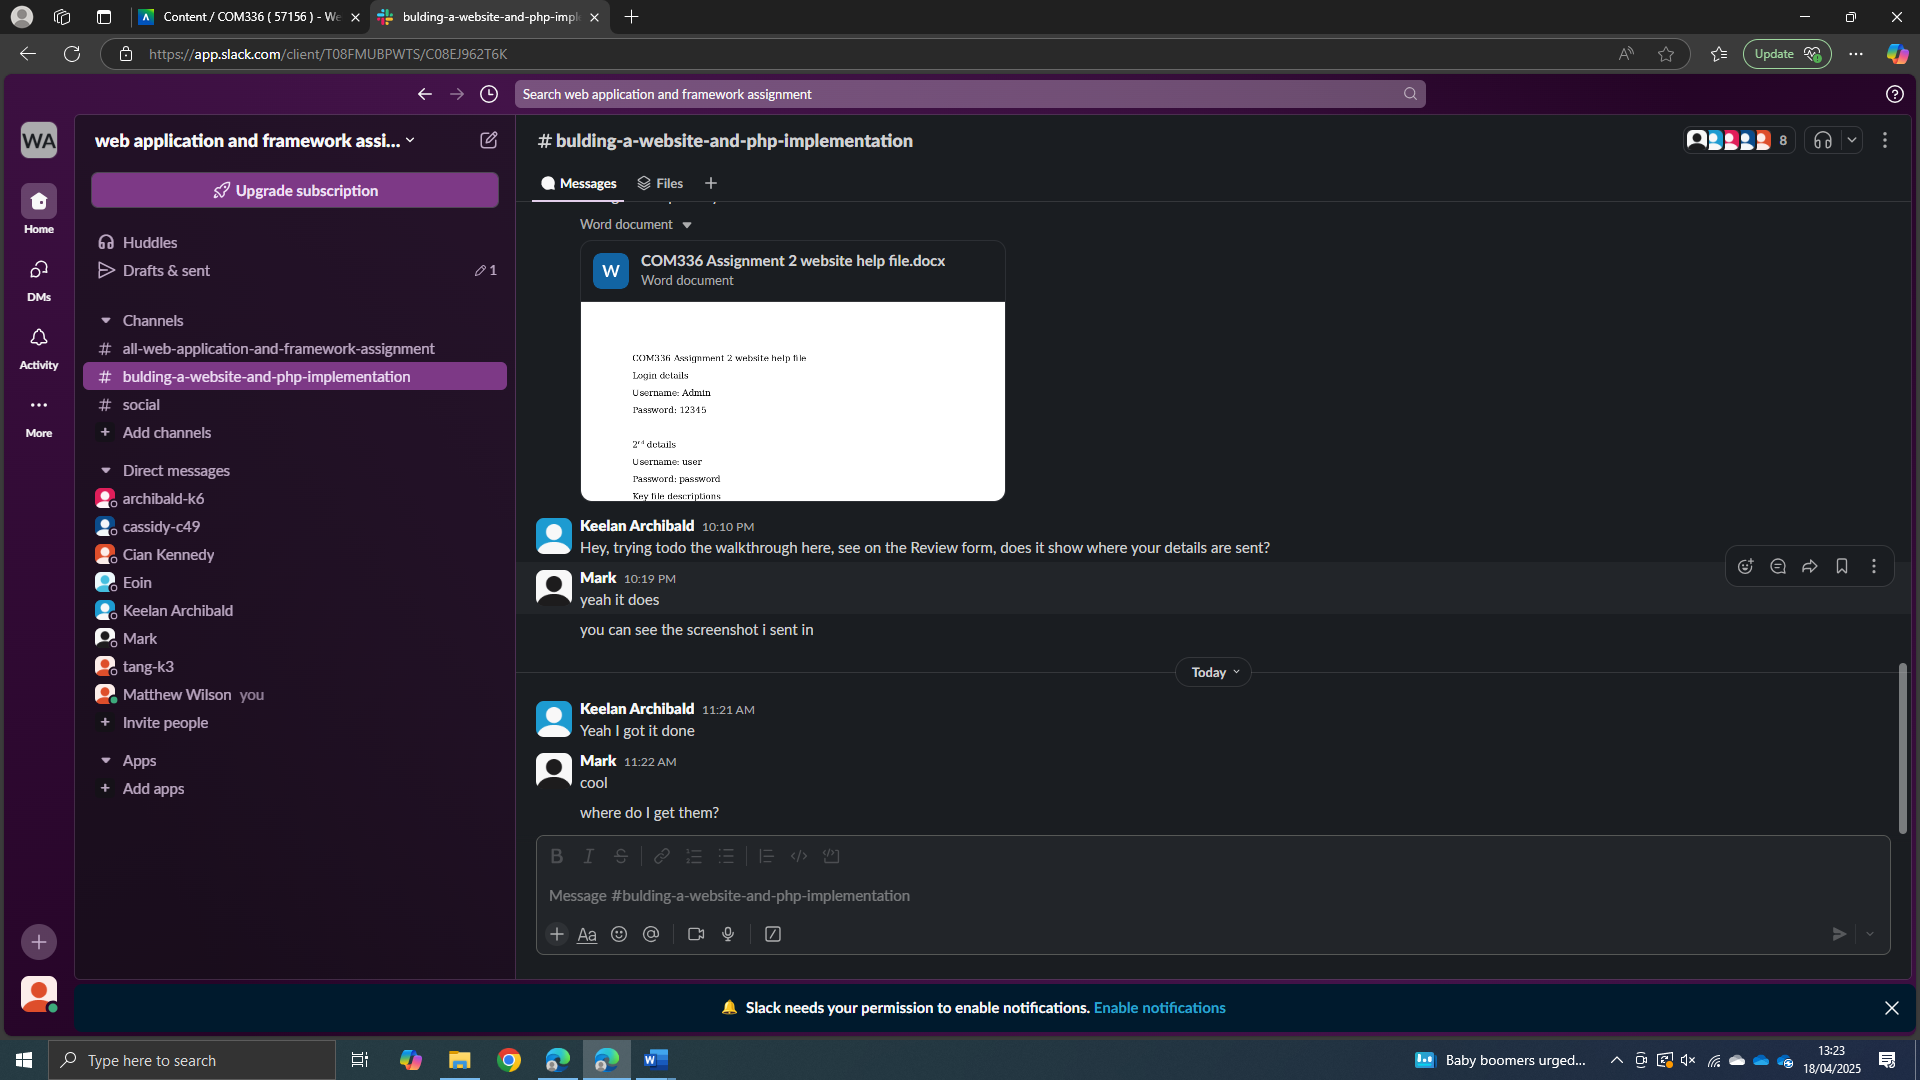 Content / COM336 ( 57156 ) - We
bulding-a-website-and-php-imple
https://app.slack.com/client/T08FMUBPWTS/C08EJ962T6K
Update
Search web application and framework assignment
WA
web application and framework assi...
# bulding-a-website-and-php-implementation
8
Upgrade subscription
Messages
Files
Home
Huddles
Drafts & sent
1
DMs
Channels
# all-web-application-and-framework-assignment
Activity
# bulding-a-website-and-php-implementation
# social
More
Add channels
Direct messages
archibald-k6
cassidy-c49
Cian Kennedy
Eoin
Keelan Archibald
Mark
tang-k3
Matthew Wilson you
Invite people
Apps
Add apps
Word document
W
COM336 Assignment 2 website help file.docx
Word document
COM336 Assignment 2 website help file
Login details
Username: Admin
Password: 12345
2nd details
Username: user
Password: password
Key file descriptions
Keelan Archibald 10:10 PM
Hey, trying todo the walkthrough here, see on the Review form, does it show where your details are sent?
Mark 10:19 PM
yeah it does
you can see the screenshot i sent in
Today
Keelan Archibald 11:21 AM
Yeah I got it done
Mark 11:22 AM
cool
where do I get them?
Message #bulding-a-website-and-php-implementation
Aa
Slack needs your permission to enable notifications. Enable notifications
Type here to search
Baby boomers urged...
13:23
18/04/2025